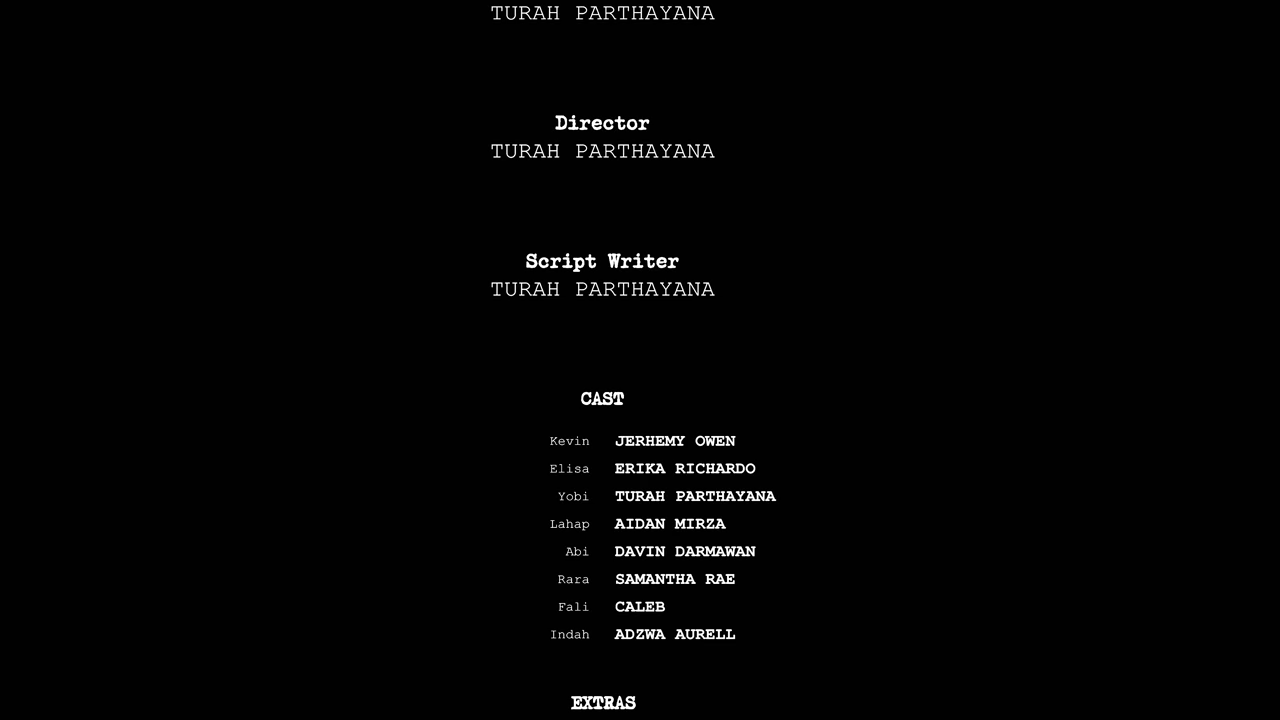 TURAH PARTHAYANA
Director
TURAH PARTHAYANA
Script Writer
TURAH PARTHAYANA
CAST
Kevin JERHEMY OWEN
Elisa ERIKA RICHARDO
Yobi TURAH PARTHAYANA
Lahap AIDAN MIRZA
Abi DAVIN DARMAWAN
Rara SAMANTHA RAE
Fali CALEB
Indah ADZWA AURELL
EXTRAS